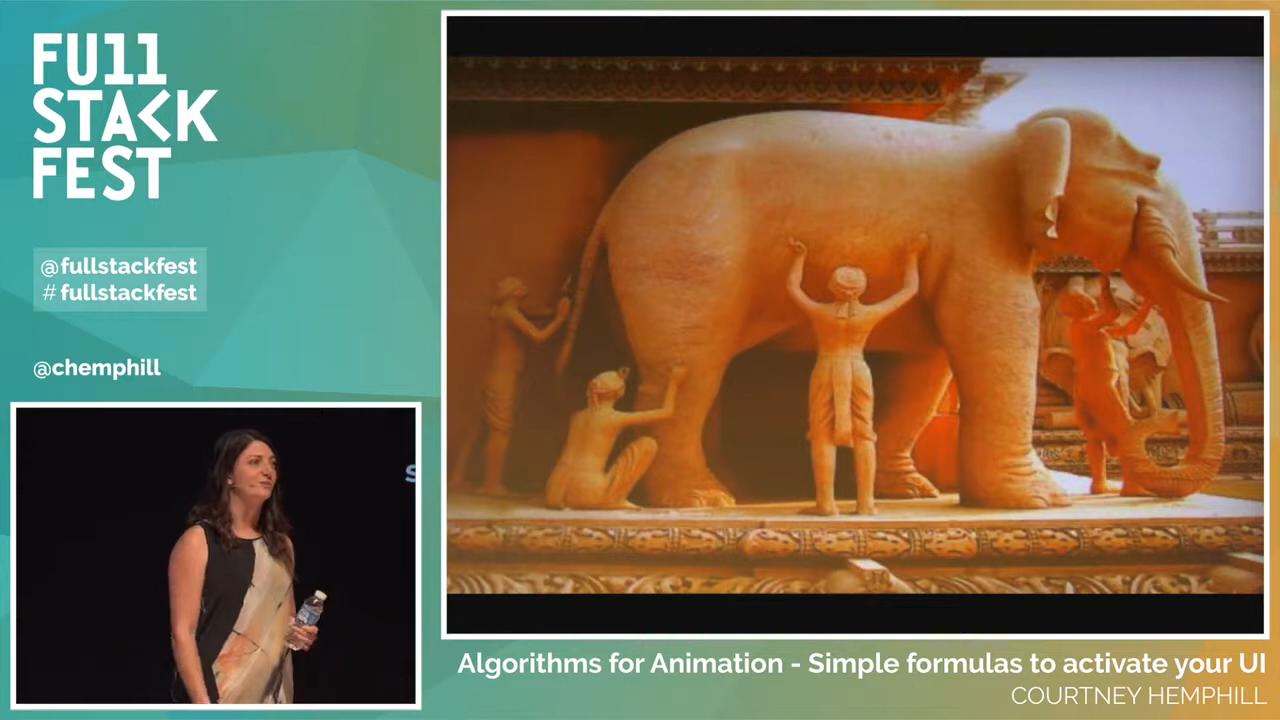 FU11
STACK
FEST
@fullstackfest
# fullstackfest
@chemphill
S
Algorithms for Animation - Simple formulas to activate your UI
COURTNEY HEMPHILL